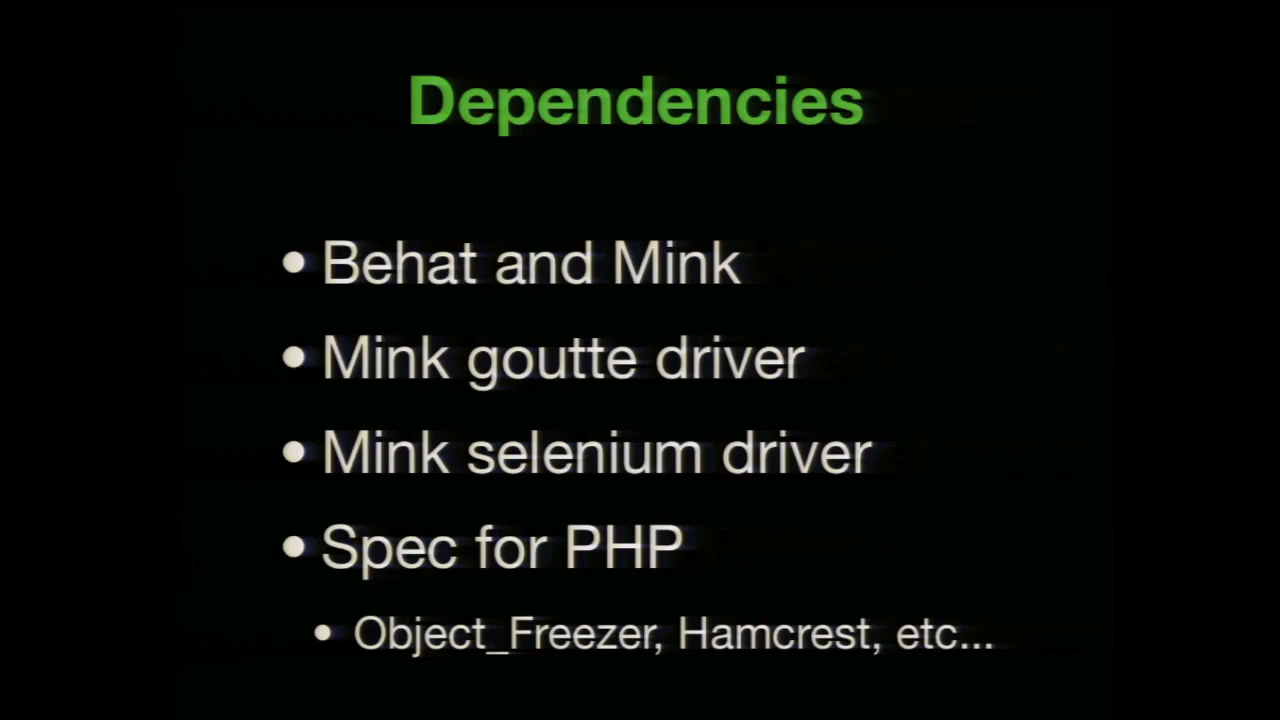 Dependencies
• Behat and Mink
• Mink goutte driver
• Mink selenium driver
• Spec for PHP
• Object_Freezer, Hamcrest, etc...